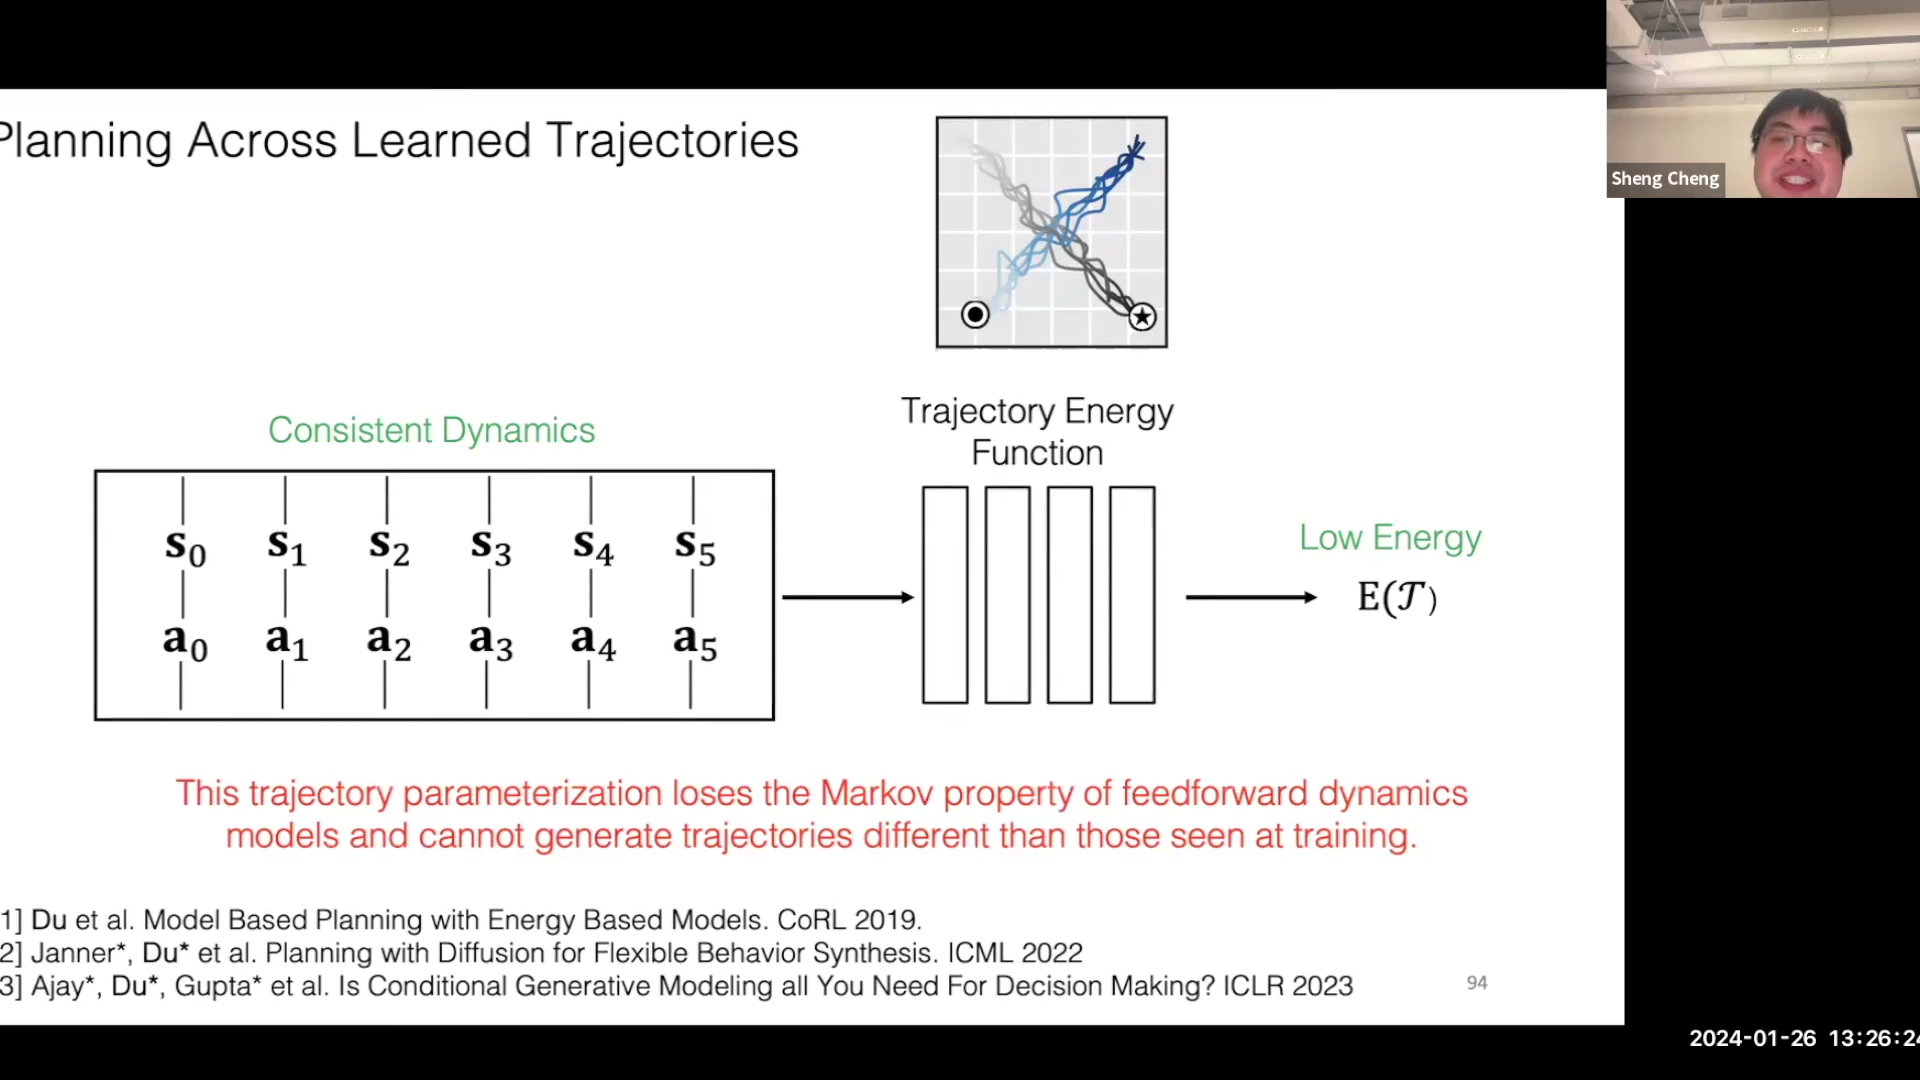 Planning Across Learned Trajectories
Sheng Cheng
Consistent Dynamics
Trajectory Energy
Function
s0 s1 s2 s3 s4 s5
a0 a1 a2 a3 a4 a5
Low Energy
E(𝒯)
This trajectory parameterization loses the Markov property of feedforward dynamics
models and cannot generate trajectories different than those seen at training.
1] Du et al. Model Based Planning with Energy Based Models. CoRL 2019.
2] Janner*, Du* et al. Planning with Diffusion for Flexible Behavior Synthesis. ICML 2022
3] Ajay*, Du*, Gupta* et al. Is Conditional Generative Modeling all You Need For Decision Making? ICLR 2023
94
2024-01-26 13:26:24